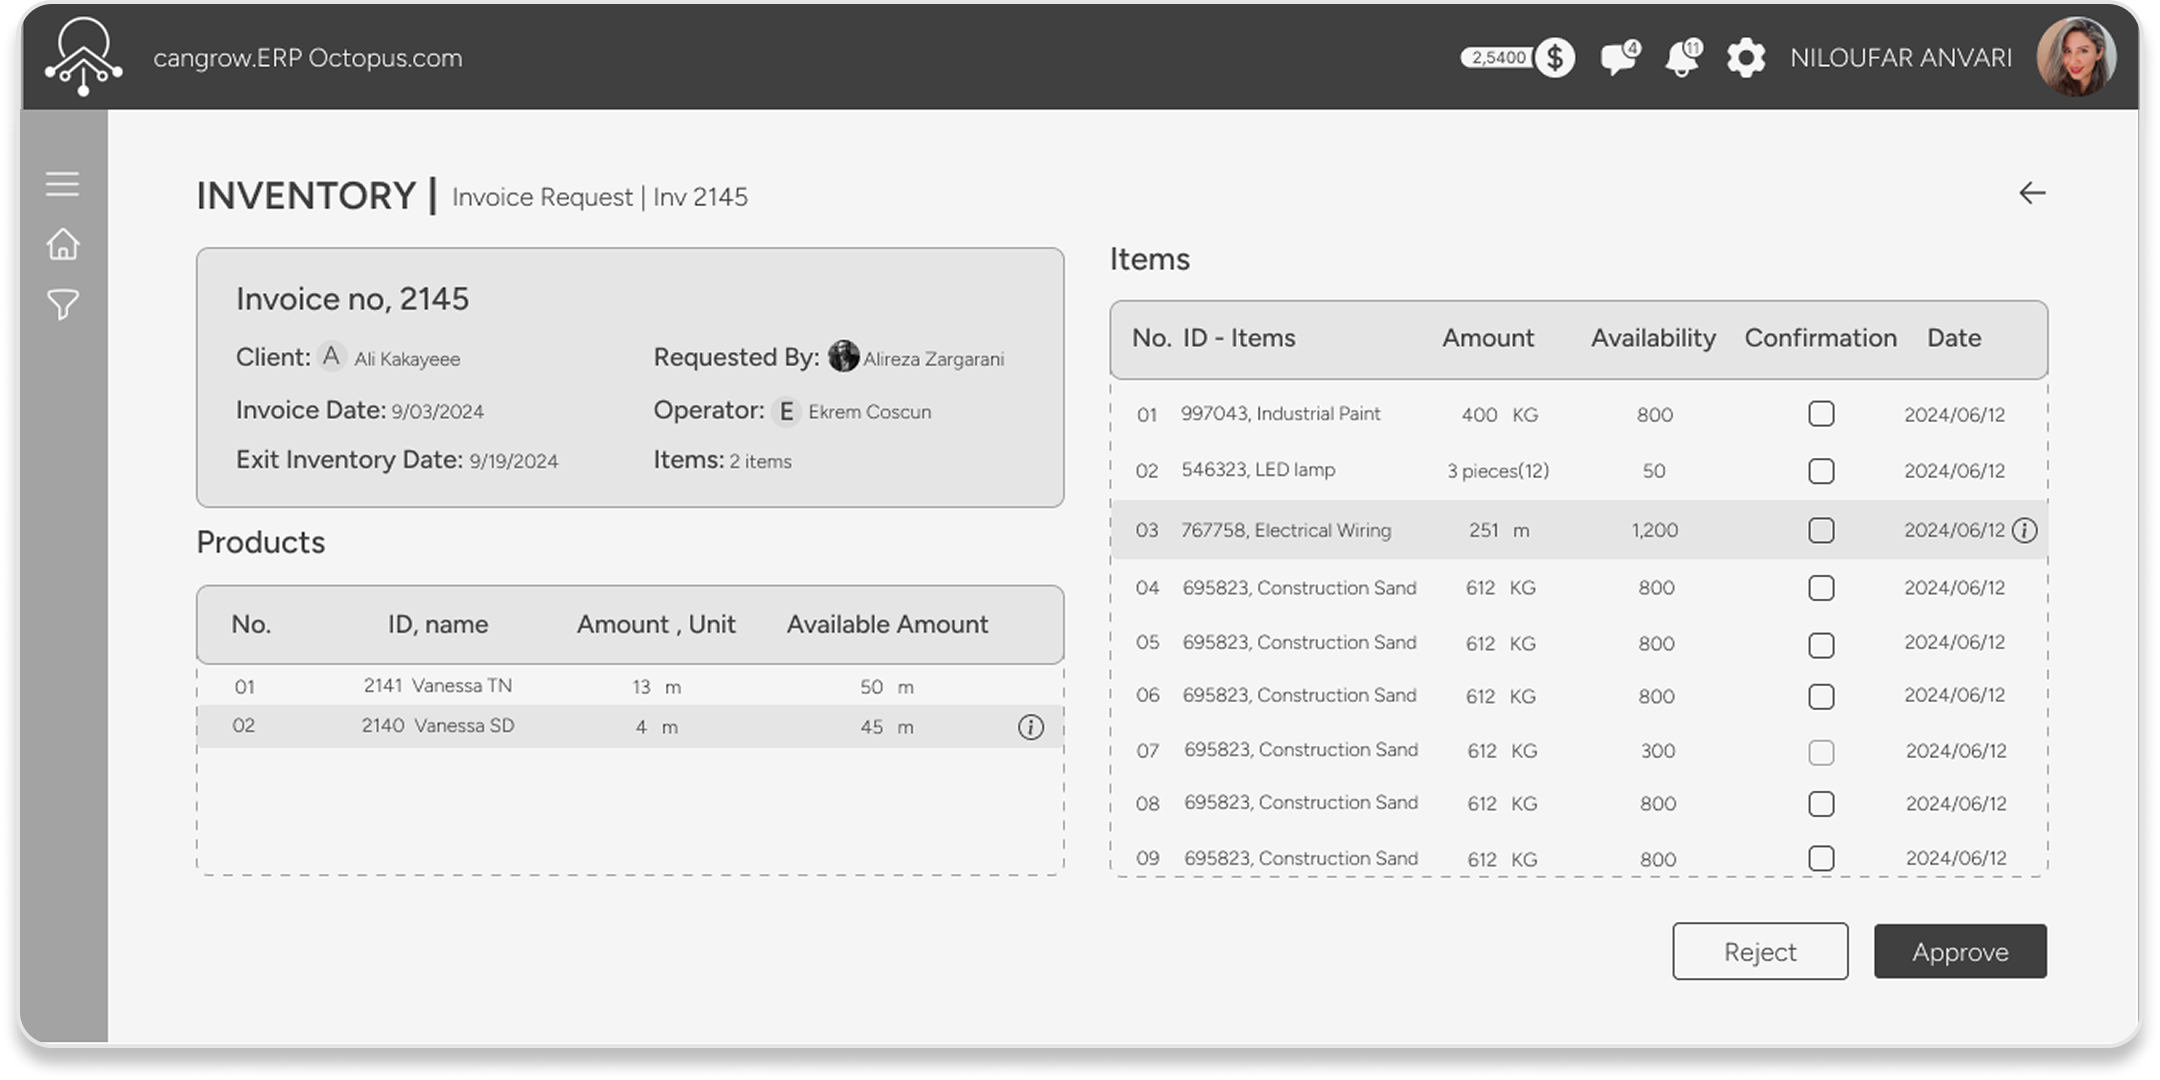 cangrow.ERP Octopus.com
2,5400 $ 4 11 NILOUFAR ANVARI
INVENTORY | Invoice Request | Inv 2145
Invoice no, 2145
Client: A Ali Kakayeee
Requested By: Alireza Zargarani
Invoice Date: 9/03/2024
Operator: E Ekrem Coscun
Exit Inventory Date: 9/19/2024
Items: 2 items
Products
No. ID, name Amount , Unit Available Amount
01 2141 Vanessa TN 13 m 50 m
02 2140 Vanessa SD 4 m 45 m
Items
No. ID - Items Amount Availability Confirmation Date
01 997043, Industrial Paint 400 KG 800 2024/06/12
02 546323, LED lamp 3 pieces(12) 50 2024/06/12
03 767758, Electrical Wiring 251 m 1,200 2024/06/12
04 695823, Construction Sand 612 KG 800 2024/06/12
05 695823, Construction Sand 612 KG 800 2024/06/12
06 695823, Construction Sand 612 KG 800 2024/06/12
07 695823, Construction Sand 612 KG 300 2024/06/12
08 695823, Construction Sand 612 KG 800 2024/06/12
09 695823, Construction Sand 612 KG 800 2024/06/12
Reject Approve